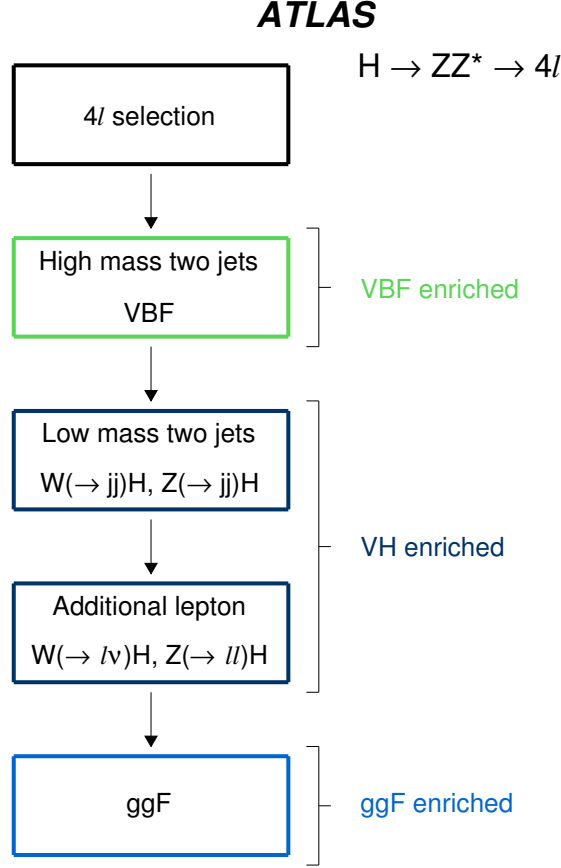 ATLAS
H → ZZ* → 4l
4l selection
High mass two jets
VBF
VBF enriched
Low mass two jets
W(→ jj)H, Z(→ jj)H
VH enriched
Additional lepton
W(→ lν)H, Z(→ ll)H
ggF
ggF enriched